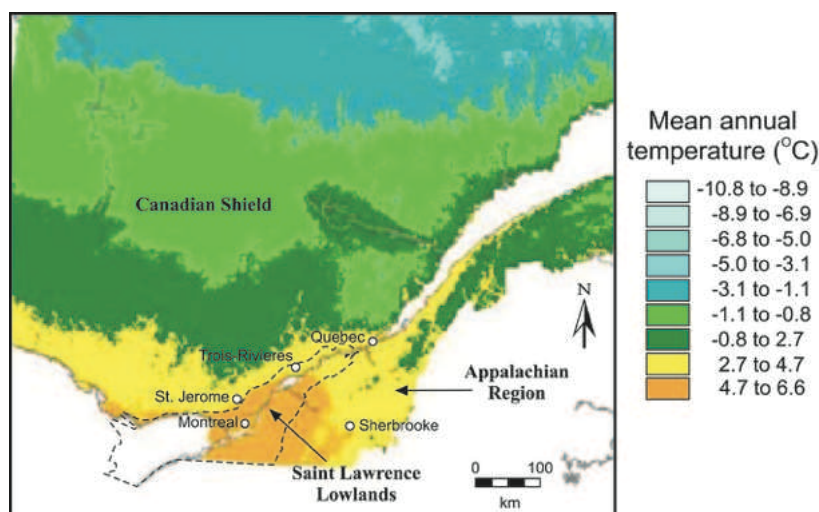 Canadian Shield
Quebec
Trois-Rivières
St. Jerome
Montreal
Sherbrooke
Appalachian
Region
Saint Lawrence
Lowlands
N
0 100
km
Mean annual
temperature (°C)
-10.8 to -8.9
-8.9 to -6.9
-6.8 to -5.0
-5.0 to -3.1
-3.1 to -1.1
-1.1 to -0.8
-0.8 to 2.7
2.7 to 4.7
4.7 to 6.6